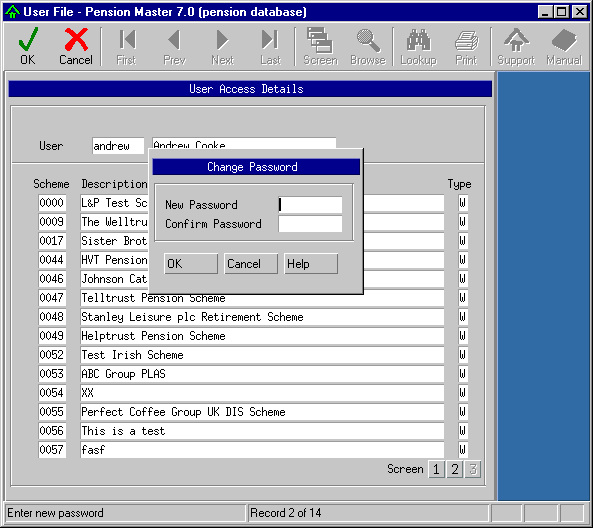 User File - Pension Master 7.0 (pension database)
OK Cancel First Prev Next Last Screen Browse Lookup Print Support Manual
User Access Details
User andrew Andrew Cooke
Change Password
New Password
Confirm Password
OK Cancel Help
Scheme Description Type
0000 L&P Test Sc W
0009 The Welltru W
0017 Sister Brot W
0044 HVT Pension W
0046 Johnson Cat W
0047 Telltrust Pension Scheme W
0048 Stanley Leisure plc Retirement Scheme W
0049 Helptrust Pension Scheme W
0052 Test Irish Scheme W
0053 ABC Group PLAS W
0054 XX W
0055 Perfect Coffee Group UK DIS Scheme W
0056 This is a test W
0057 fasf W
Screen 1 2 3
Enter new password Record 2 of 14